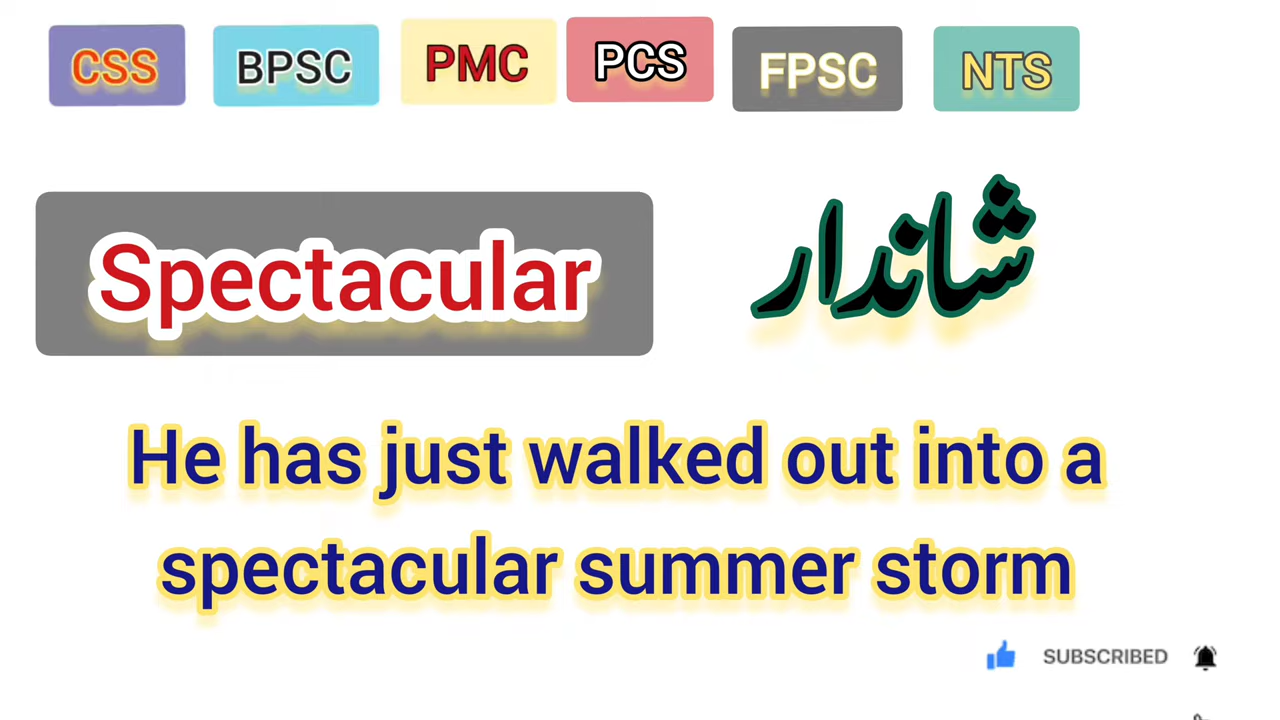 CSS BPSC PMC PCS FPSC NTS
Spectacular شاندار
He has just walked out into a
spectacular summer storm
SUBSCRIBED